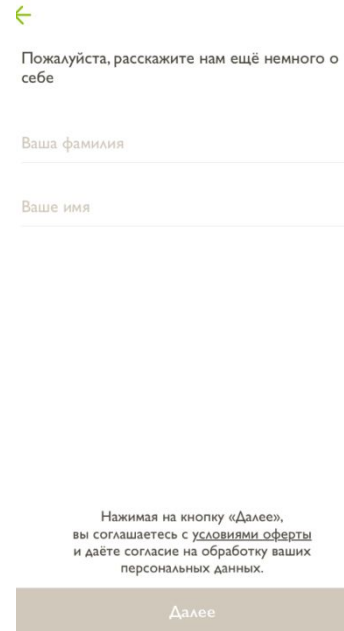 Пожалуйста, расскажите нам ещё немного о
себе
Ваша фамилия
Ваше имя
Нажимая на кнопку «Далее»,
вы соглашаетесь с условиями оферты
и даёте согласие на обработку ваших
персональных данных.
Далее